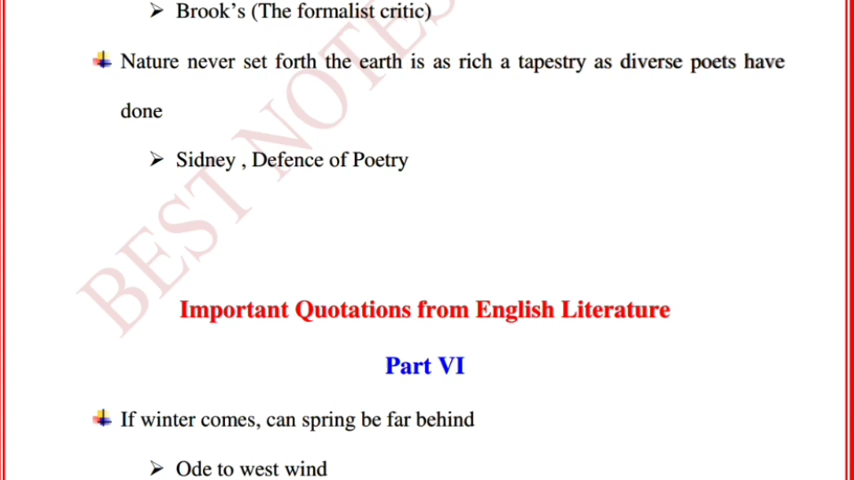 Brook's (The formalist critic)
Nature never set forth the earth is as rich a tapestry as diverse poets have
done
Sidney , Defence of Poetry
BEST NOTES
Important Quotations from English Literature
Part VI
If winter comes, can spring be far behind
Ode to west wind